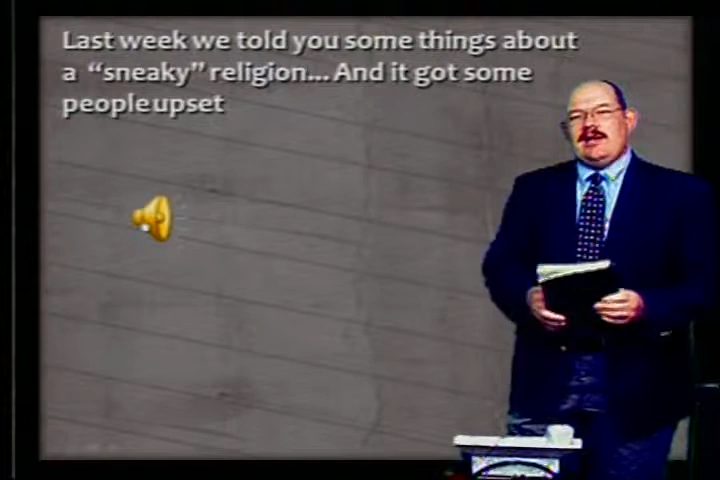 Last week we told you some things about
a “sneaky” religion... And it got some
people upset